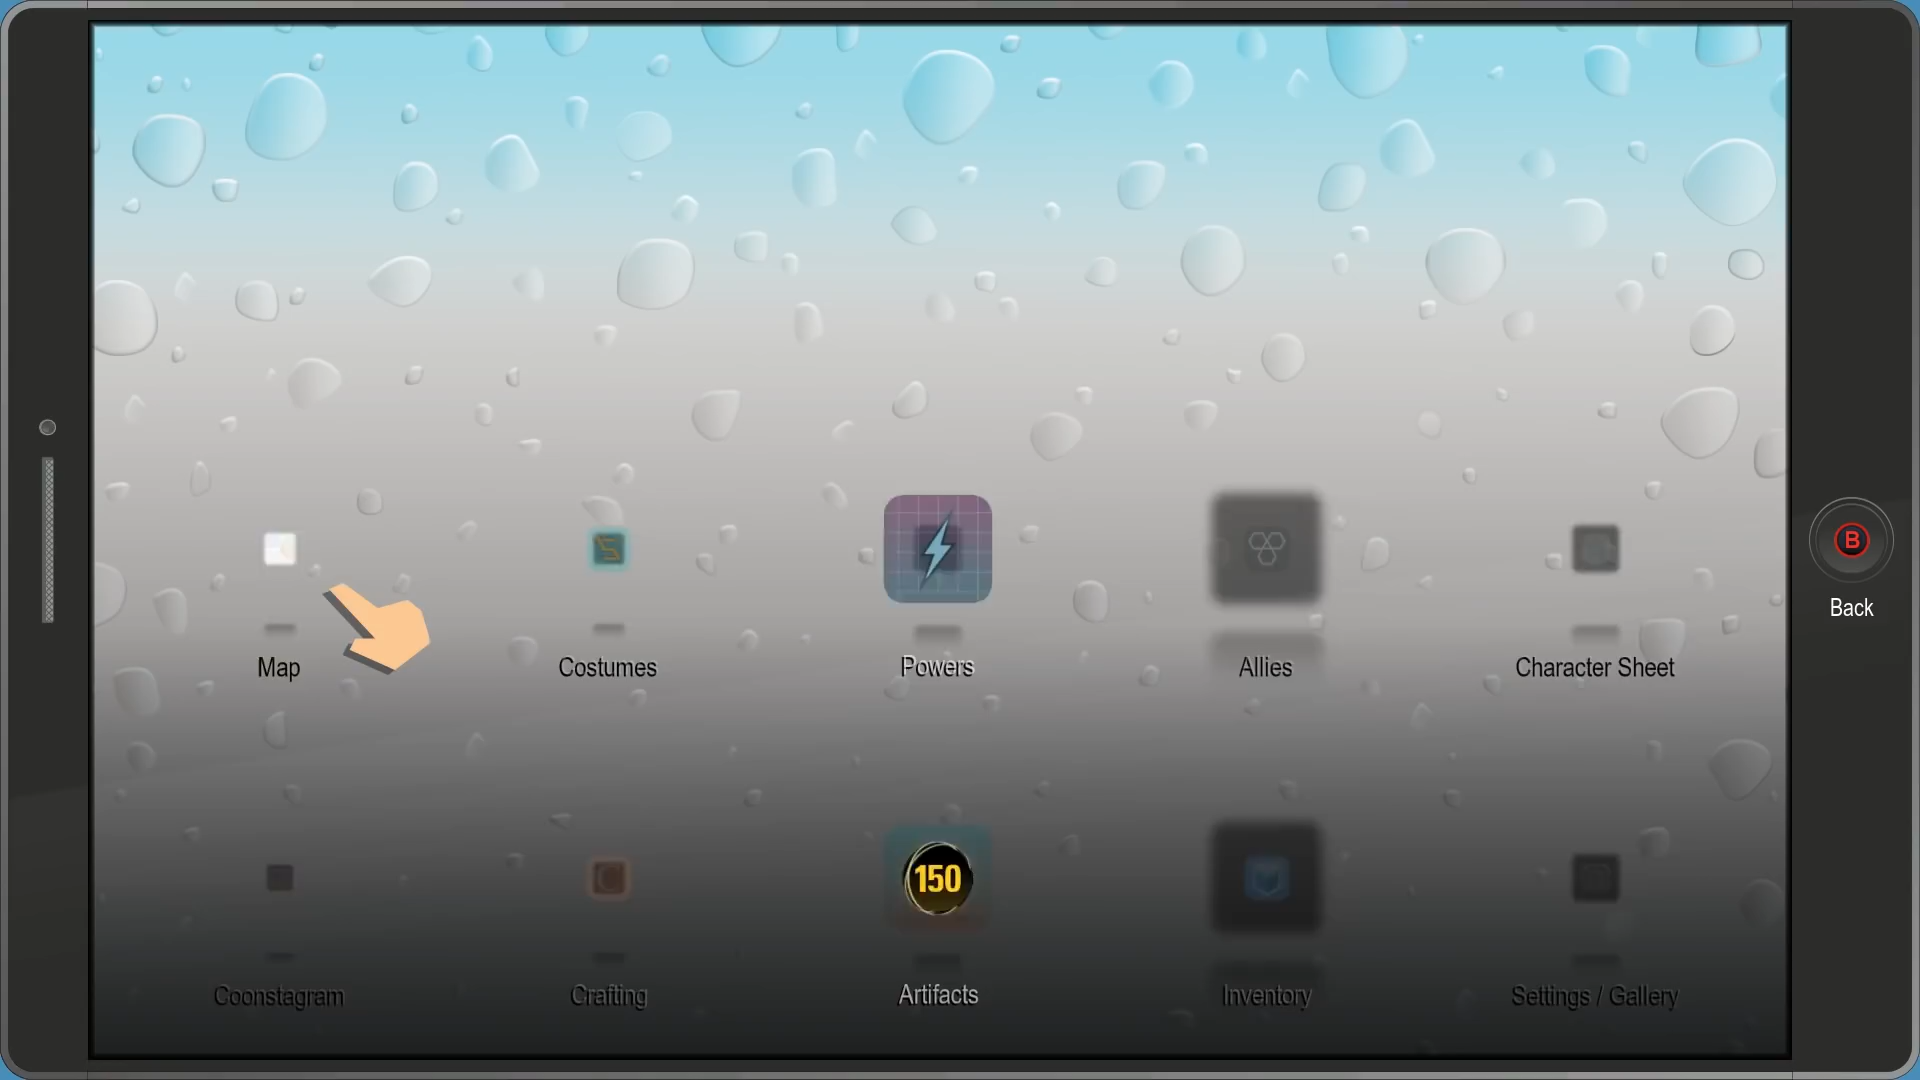 Map
Costumes
Powers
Allies
Character Sheet
B
Back
150
Coonstagram
Crafting
Artifacts
Inventory
Settings / Gallery